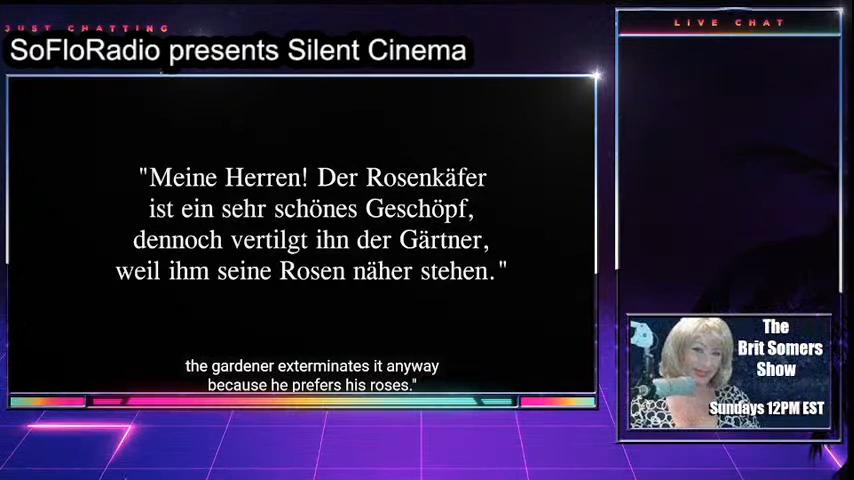 JUST CHATTING
SoFloRadio presents Silent Cinema
"Meine Herren! Der Rosenkäfer
ist ein sehr schönes Geschöpf,
dennoch vertilgt ihn der Gärtner,
weil ihm seine Rosen näher stehen."
the gardener exterminates it anyway
because he prefers his roses."
LIVE CHAT
The
Brit Somers
Show
Sundays 12PM EST